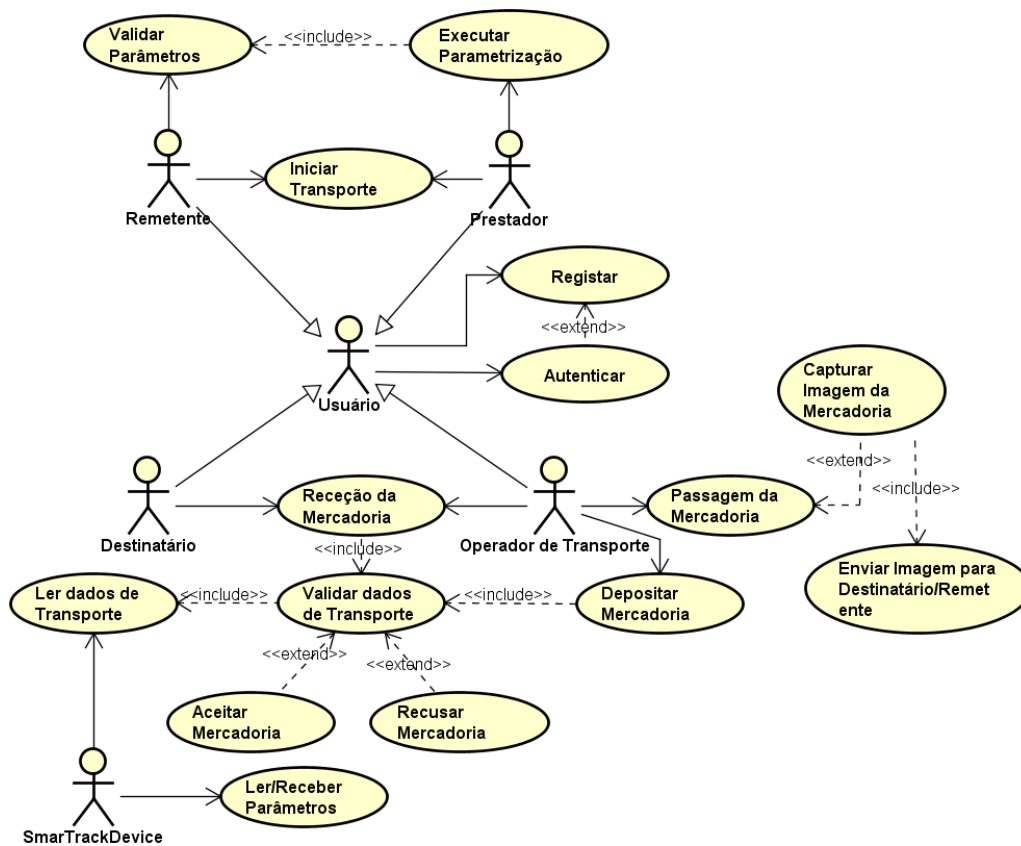 Validar
Parâmetros
<<include>>
Executar
Parametrização
Iniciar
Transporte
Remetente
Prestador
Registar
<<extend>>
Autenticar
Usuário
Capturar
Imagem da
Mercadoria
<<extend>>
<<include>>
Receção da
Mercadoria
Passagem da
Mercadoria
Destinatário
Operador de Transporte
<<include>>
Enviar Imagem para
Destinatário/Remet
ente
Ler dados de
Transporte
<<include>>
Validar dados
de Transporte
<<include>>
Depositar
Mercadoria
<<extend>>
<<extend>>
Aceitar
Mercadoria
Recusar
Mercadoria
Ler/Receber
Parâmetros
SmarTrackDevice